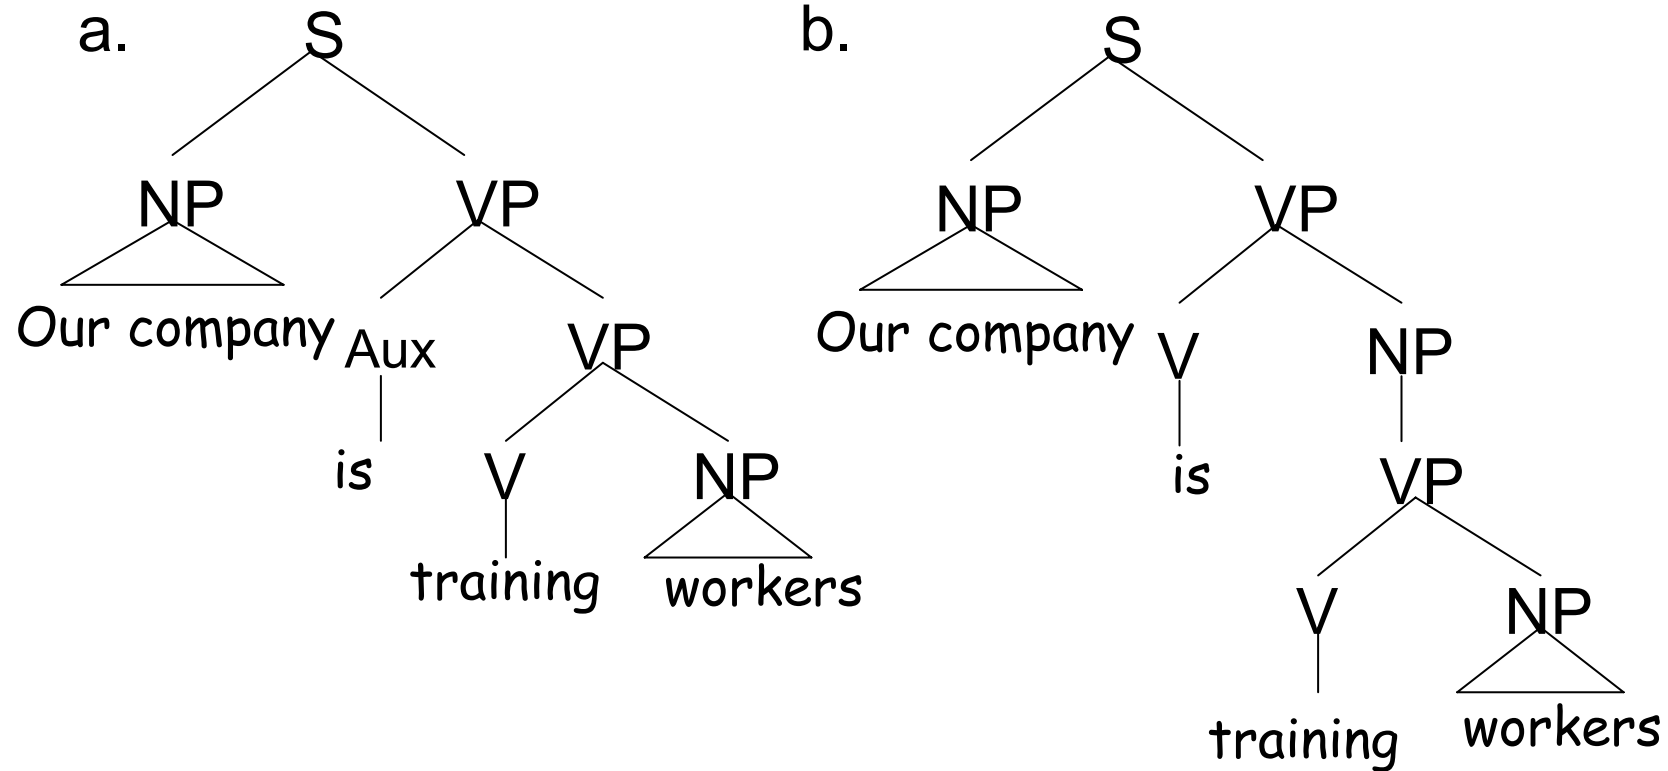 a. S b. S
NP VP NP VP
Our company Aux VP Our company V NP
is V NP is VP
training workers V NP
training workers